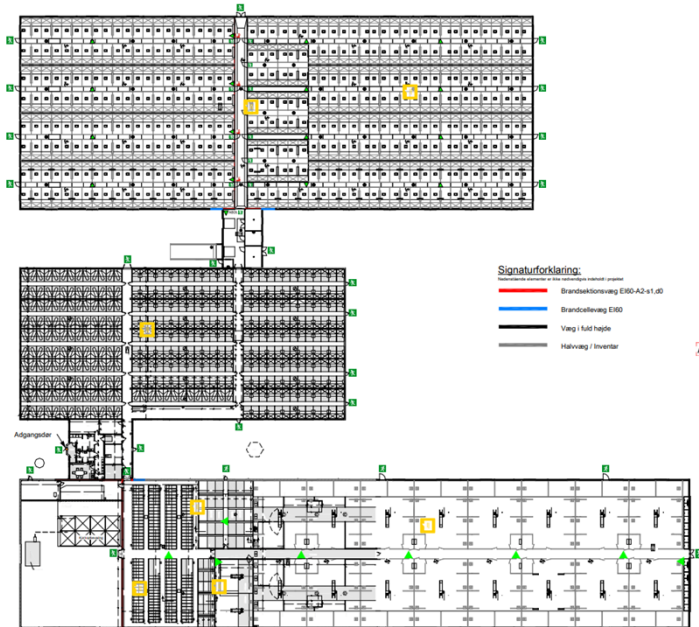 Signaturforklaring:
Nedenstående elementer er ikke nødvendigvis indeholdt i projektet
Brandsektionsvæg EI60-A2-s1,d0
Brandcellevæg EI60
Væg i fuld højde
Halvvæg / Inventar
Adgangsdør